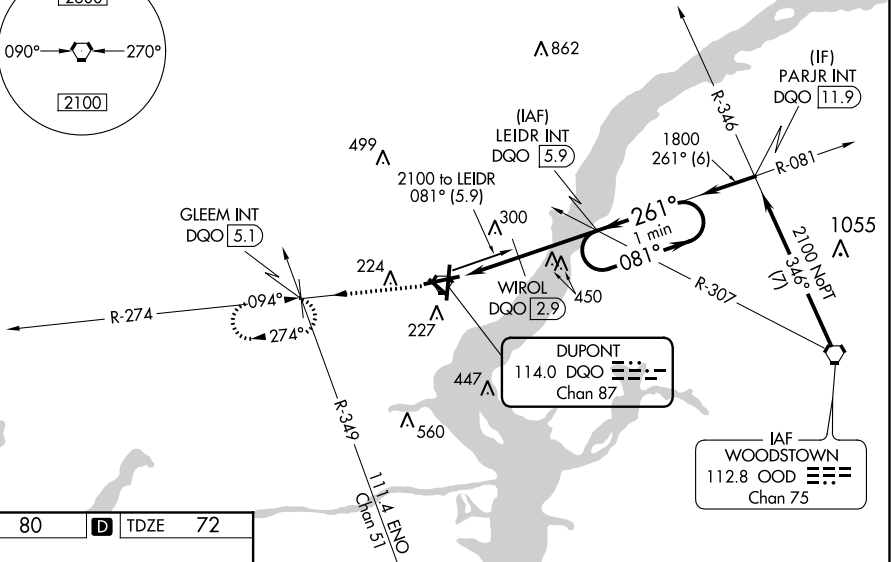 090°
270°
2100
862
499
(IAF)
LEIDR INT
DQO 5.9
R-346
(IF)
PARJR INT
DQO 11.9
1800
261° (6)
R-081
2100 to LEIDR
081° (5.9)
GLEEM INT
DQO 5.1
300
261°
1 min
081°
2100 NoPT
346°
(7)
1055
224
WIROL
DQO 2.9
450
R-307
R-274
094°
274°
227
DUPONT
114.0 DQO
Chan 87
447
R-349
560
IAF
WOODSTOWN
112.8 OOD
Chan 75
111.4 ENO
Chan 51
80 D TDZE 72